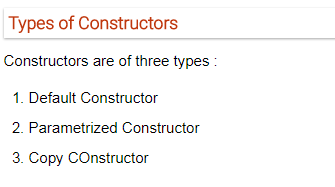 Types of Constructors
Constructors are of three types :
1. Default Constructor
2. Parametrized Constructor
3. Copy COnstructor